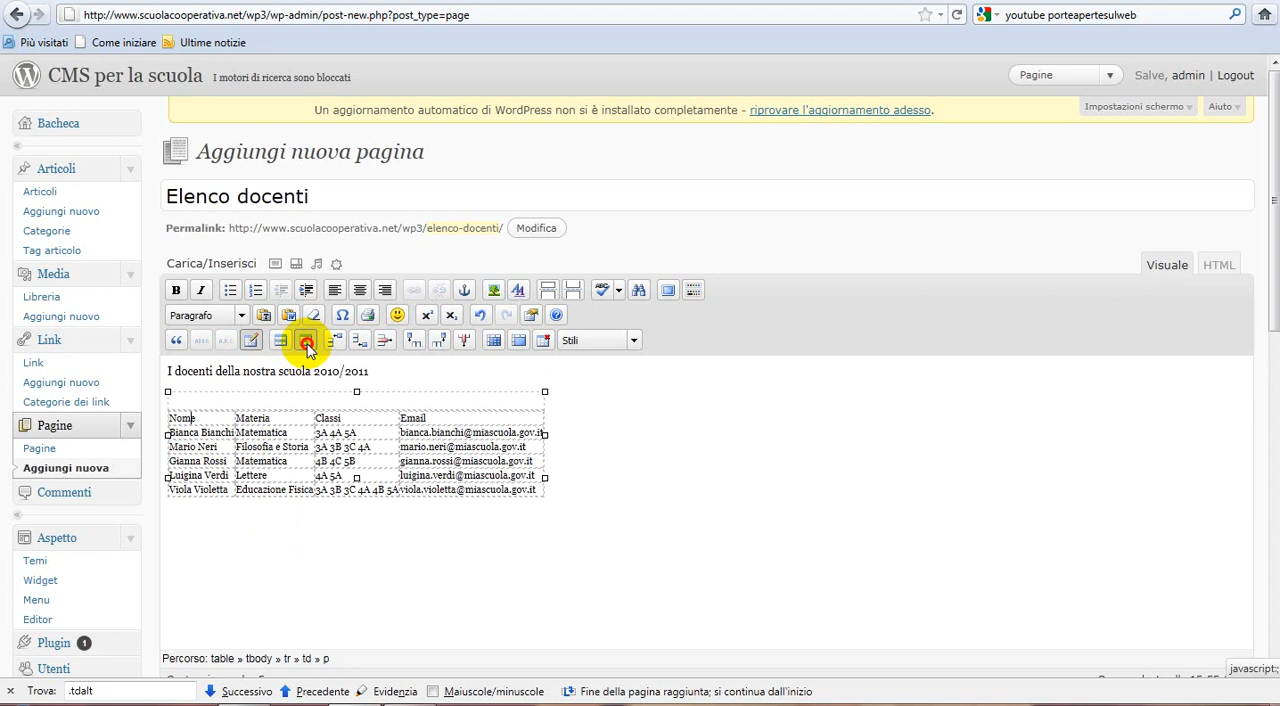 http://www.scuolacooperativa.net/wp3/wp-admin/post-new.php?post_type=page
youtube porteapertesulweb
Più visitati Come iniziare Ultime notizie
CMS per la scuola I motori di ricerca sono bloccati
Pagine
Salve, admin | Logout
Un aggiornamento automatico di WordPress non si è installato completamente - riprovare l'aggiornamento adesso.
Impostazioni schermo
Aiuto
Bacheca
Articoli
Articoli
Aggiungi nuovo
Categorie
Tag articolo
Media
Libreria
Aggiungi nuovo
Link
Link
Aggiungi nuovo
Categorie dei link
Pagine
Pagine
Aggiungi nuova
Commenti
Aspetto
Temi
Widget
Menu
Editor
Plugin 1
Utenti
Aggiungi nuova pagina
Elenco docenti
Permalink: http://www.scuolacooperativa.net/wp3/elenco-docenti/ Modifica
Carica/Inserisci
Visuale HTML
Paragrafo
Stili
I docenti della nostra scuola 2010/2011
Nome Materia Classi Email
Bianca Bianchi Matematica 3A 4A 5A bianca.bianchi@miascuola.gov.it
Mario Neri Filosofia e Storia 3A 3B 3C 4A mario.neri@miascuola.gov.it
Gianna Rossi Matematica 4B 4C 5B gianna.rossi@miascuola.gov.it
Luigina Verdi Lettere 4A 5A luigina.verdi@miascuola.gov.it
Viola Violetta Educazione Fisica 3A 3B 3C 4A 4B 5A viola.violetta@miascuola.gov.it
Percorso: table » tbody » tr » td » p
javascript:;
Trova: .tdalt Successivo Precedente Evidenzia Maiuscole/minuscole Fine della pagina raggiunta; si continua dall'inizio